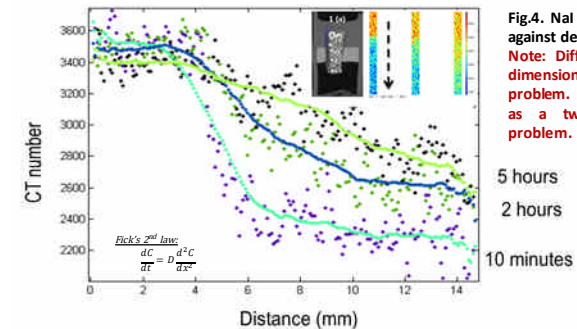 Fig.4. NaI
against de
Note: Diff
dimension
problem.
as a tw
problem.
1 (a)
3600
3400
3200
3000
2800
2600
2400
2200
CT number
0
2
4
6
8
10
12
14
Distance (mm)
Fick's 2nd law:
dC/dt = D d²C/dx²
5 hours
2 hours
10 minutes